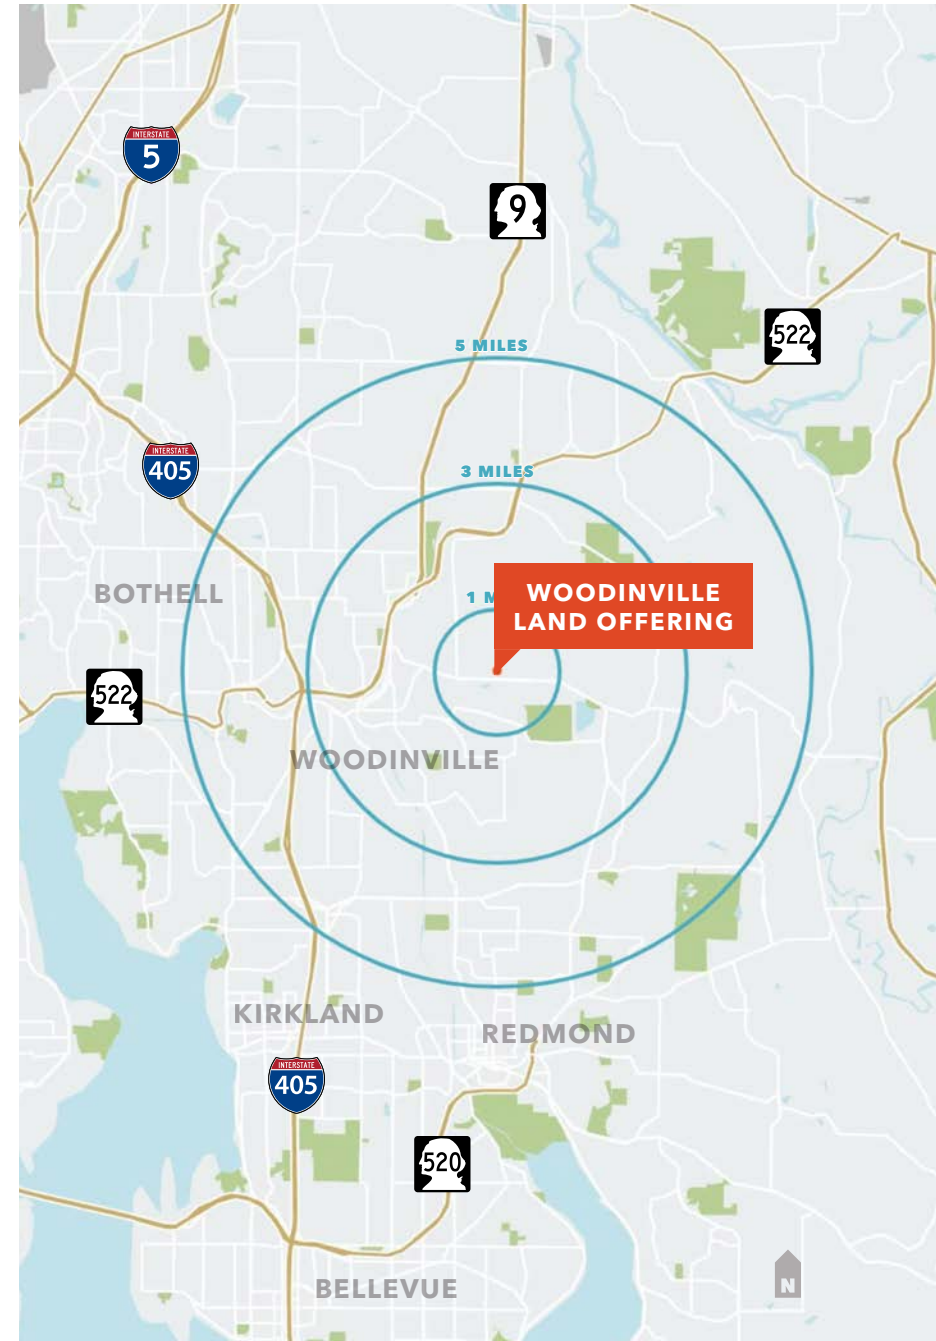 INTERSTATE
5
9
522
5 MILES
INTERSTATE
405
3 MILES
1 M
WOODINVILLE
LAND OFFERING
BOTHELL
522
WOODINVILLE
KIRKLAND
REDMOND
INTERSTATE
405
520
BELLEVUE
N